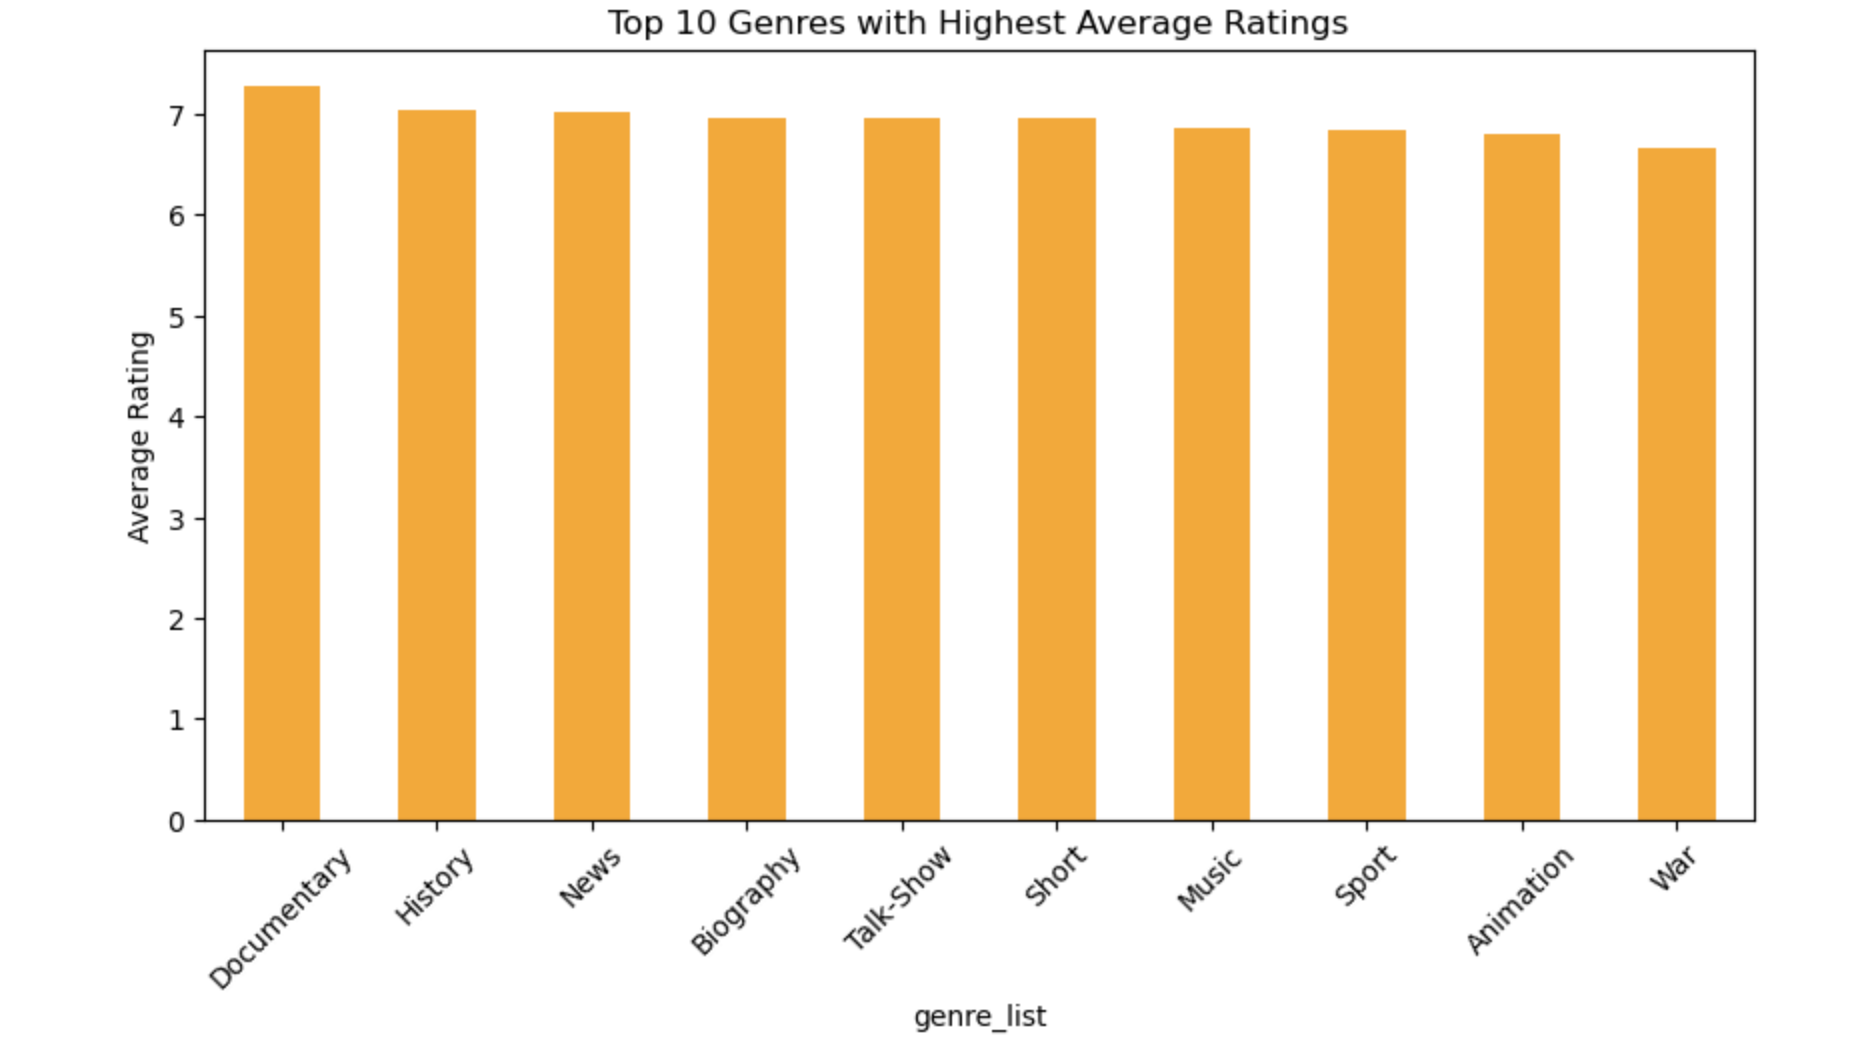 Top 10 Genres with Highest Average Ratings
Average Rating
7
6
5
4
3
2
1
0
Documentary
History
News
Biography
Talk-Show
Short
Music
Sport
Animation
War
genre_list